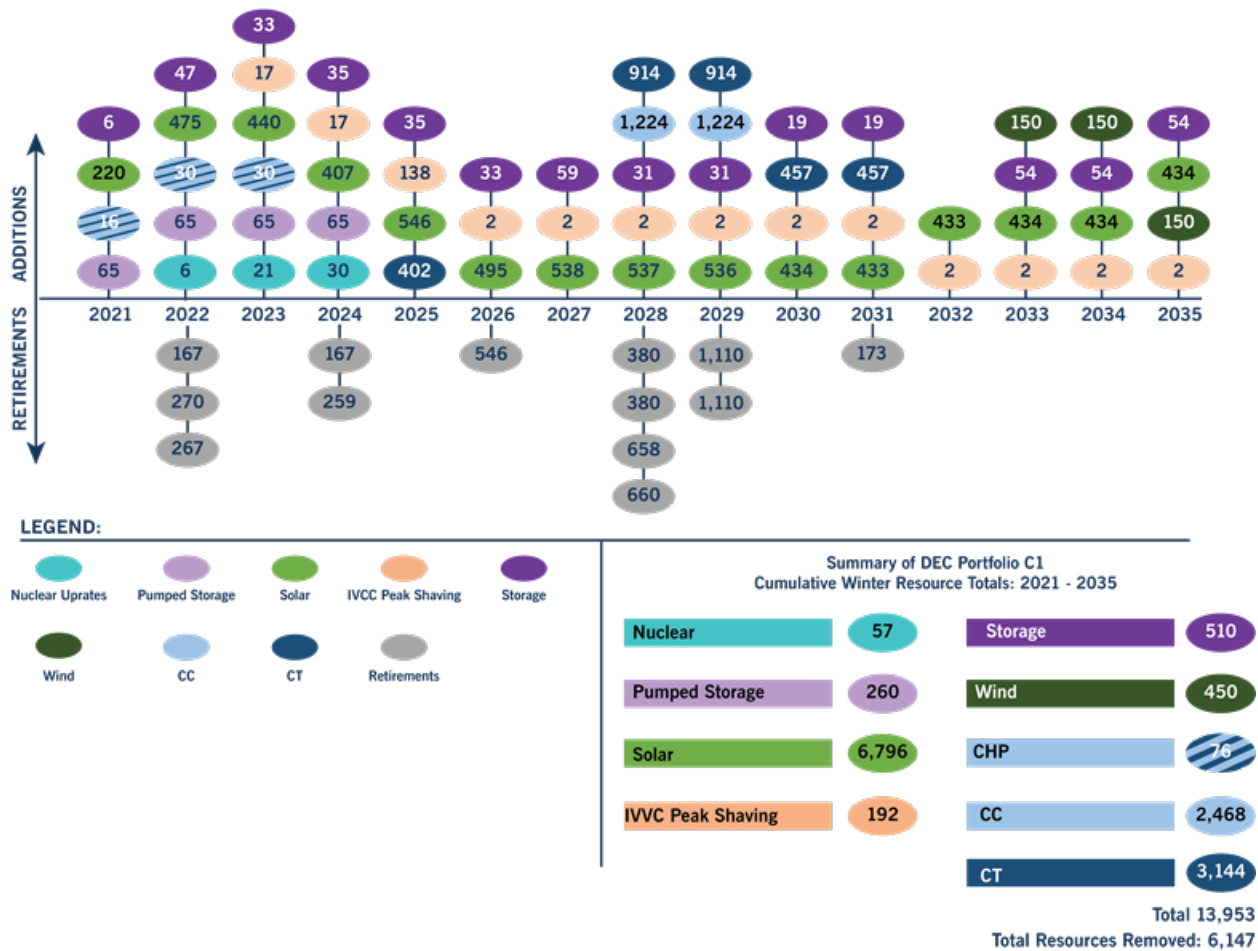 33
47 17 35 914 914
6 475 440 17 35 1,224 1,224 19 19 150 150 54
220 30 30 407 138 33 59 31 31 457 457 54 54 434
16 65 65 65 546 2 2 2 2 2 2 433 434 434 150
65 6 21 30 402 495 538 537 536 434 433 2 2 2 2
ADDITIONS
2021 2022 2023 2024 2025 2026 2027 2028 2029 2030 2031 2032 2033 2034 2035
RETIREMENTS
167 167 546 380 1,110 173
270 259 380 1,110
267 658
660
LEGEND:
Nuclear Uprates Pumped Storage Solar IVCC Peak Shaving Storage
Wind CC CT Retirements
Summary of DEC Portfolio C1
Cumulative Winter Resource Totals: 2021 - 2035
Nuclear 57 Storage 510
Pumped Storage 260 Wind 450
Solar 6,796 CHP 76
IVVC Peak Shaving 192 CC 2,468
CT 3,144
Total 13,953
Total Resources Removed: 6,147